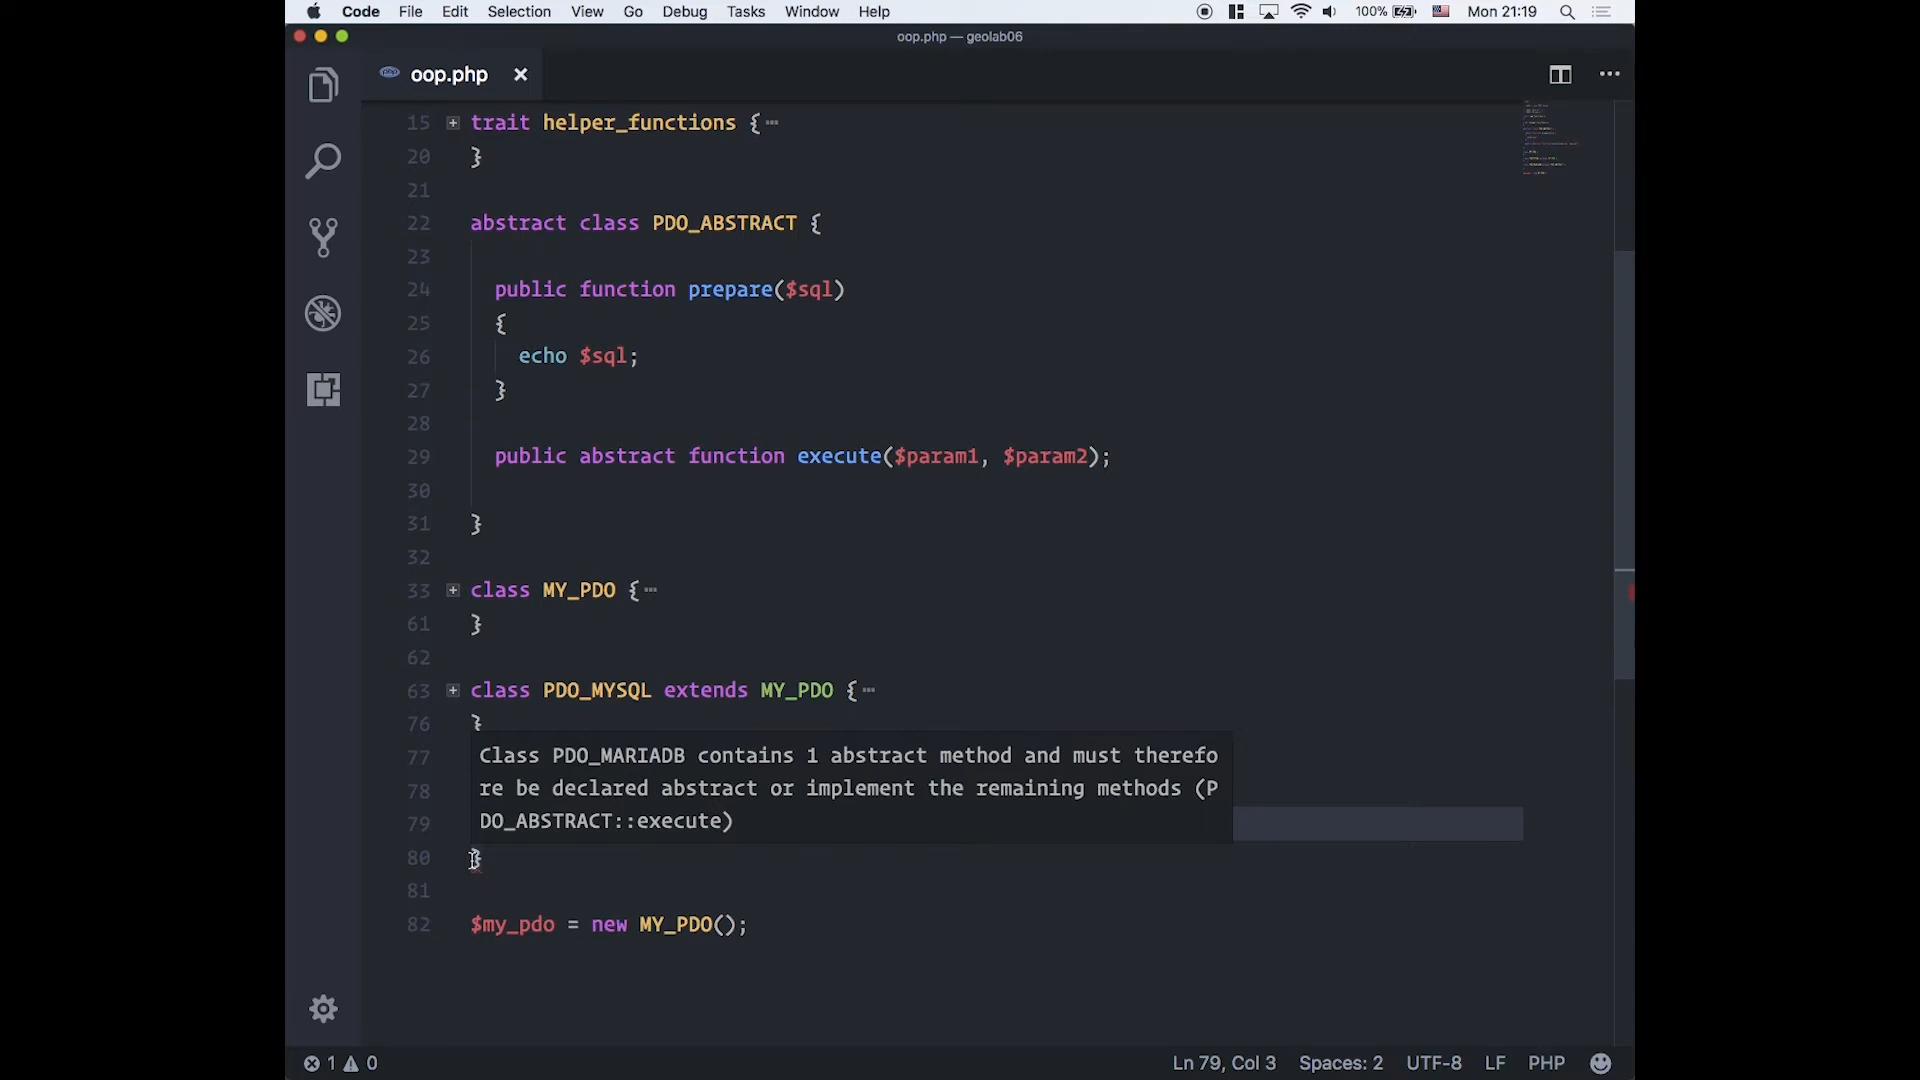 Code File Edit Selection View Go Debug Tasks Window Help 100% Mon 21:19
oop.php — geolab06
php oop.php
15 trait helper_functions {
20 }
21
22 abstract class PDO_ABSTRACT {
23
24 public function prepare($sql)
25 {
26 echo $sql;
27 }
28
29 public abstract function execute($param1, $param2);
30
31 }
32
33 class MY_PDO {
61 }
62
63 class PDO_MYSQL extends MY_PDO {
76 }
77
78
79
Class PDO_MARIADB contains 1 abstract method and must therefo
re be declared abstract or implement the remaining methods (P
DO_ABSTRACT::execute)
80 }
81
82 $my_pdo = new MY_PDO();
1 0 Ln 79, Col 3 Spaces: 2 UTF-8 LF PHP